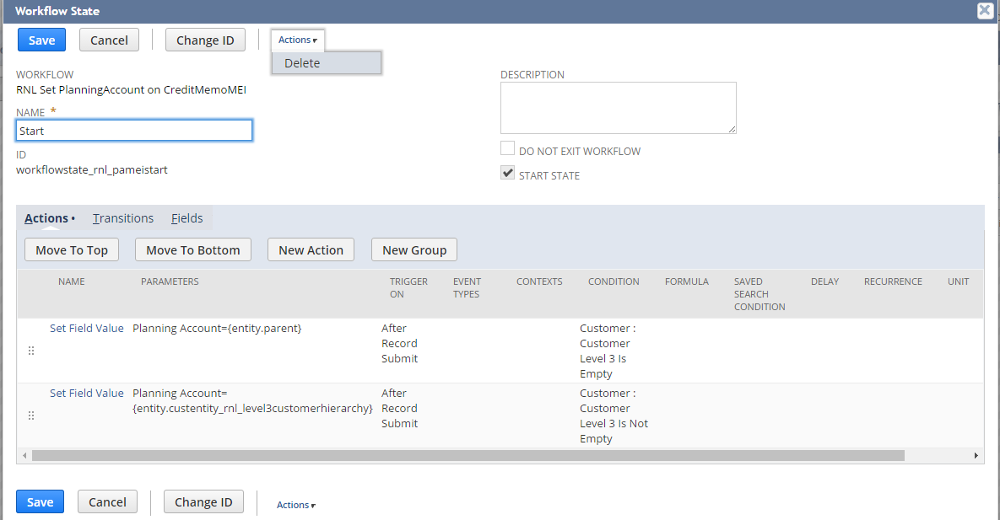 Workflow State
Save Cancel Change ID Actions
Delete
WORKFLOW
RNL Set PlanningAccount on CreditMemoMEI
NAME *
Start
ID
workflowstate_rnl_pameistart
DESCRIPTION
DO NOT EXIT WORKFLOW
START STATE
Actions • Transitions Fields
Move To Top Move To Bottom New Action New Group
NAME PARAMETERS TRIGGER ON EVENT TYPES CONTEXTS CONDITION FORMULA SAVED SEARCH CONDITION DELAY RECURRENCE UNIT
Set Field Value Planning Account={entity.parent} After Customer :
Record Customer
Submit Level 3 Is
Empty
Set Field Value Planning Account= After Customer :
{entity.custentity_rnl_level3customerhierarchy} Record Customer
Submit Level 3 Is Not
Empty
Save Cancel Change ID Actions